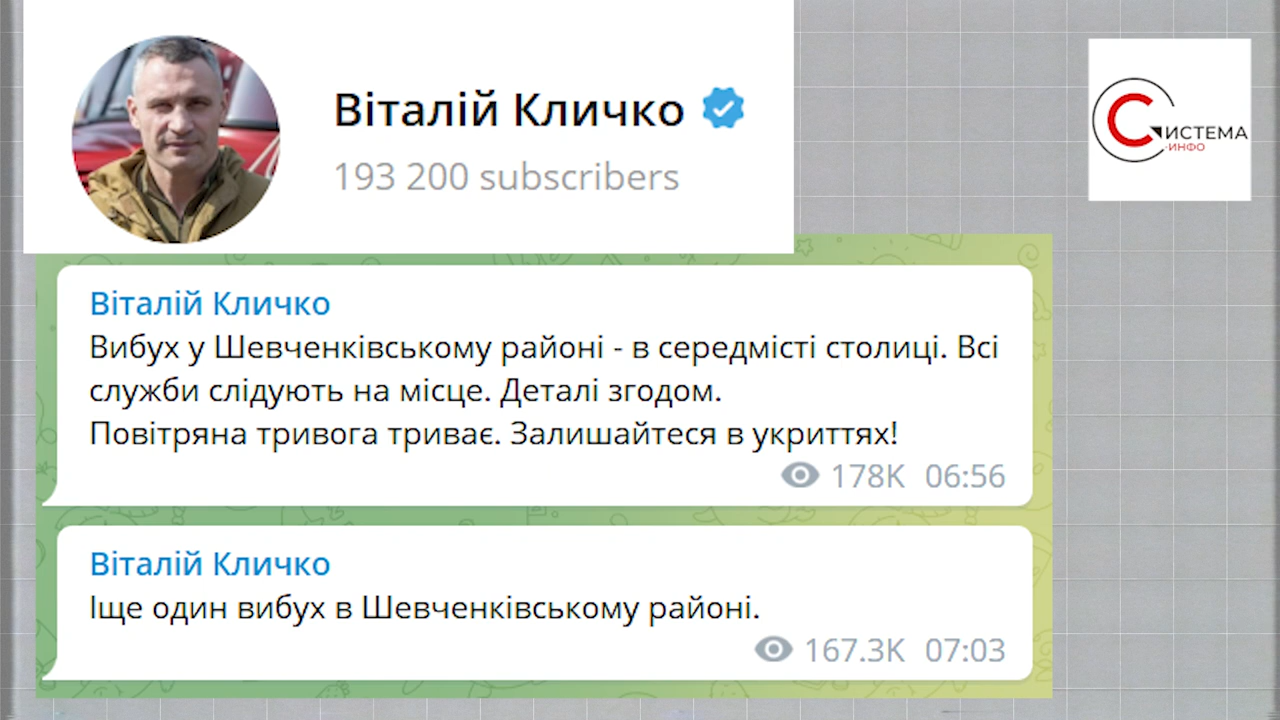 Віталій Кличко
193 200 subscribers
СИСТЕМА
-ИНФО
Віталій Кличко
Вибух у Шевченківському районі - в середмісті столиці. Всі
служби слідують на місце. Деталі згодом.
Повітряна тривога триває. Залишайтеся в укриттях!
178K 06:56
Віталій Кличко
Іще один вибух в Шевченківському районі.
167.3K 07:03